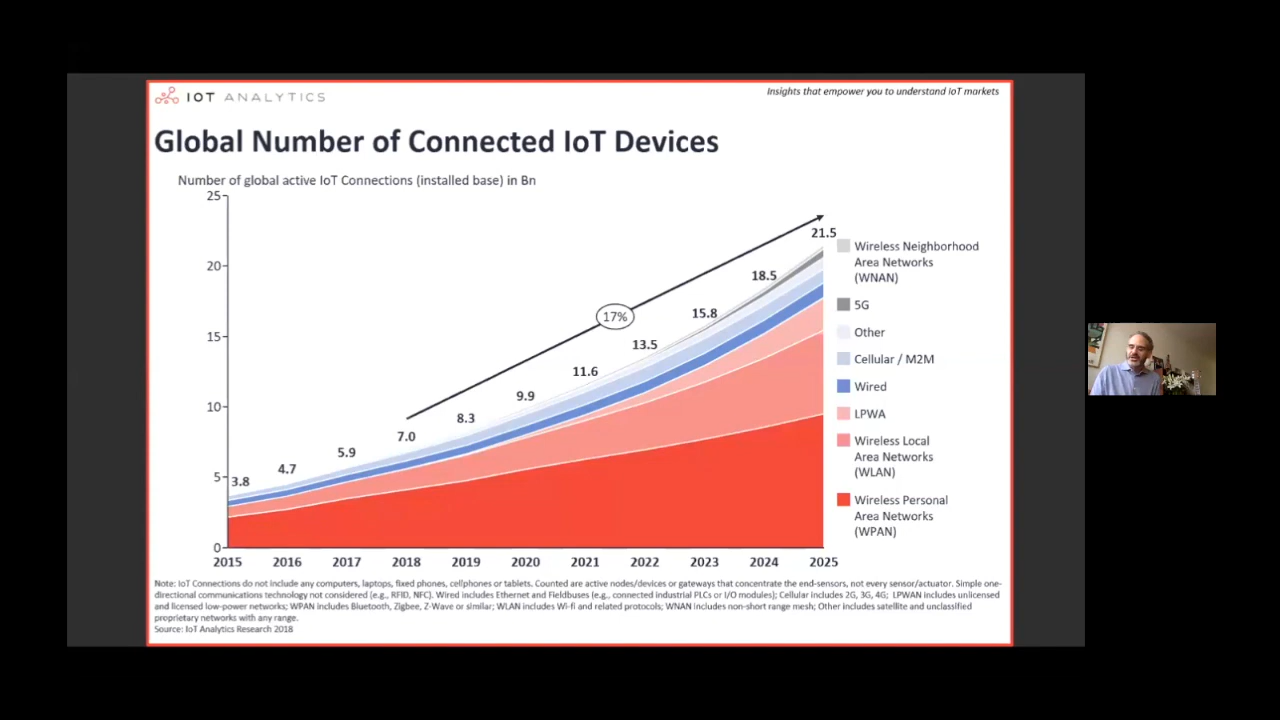 IOT ANALYTICS
Insights that empower you to understand IoT markets
Global Number of Connected IoT Devices
Number of global active IoT Connections (installed base) in Bn
25
20
15
10
5
0
3.8
4.7
5.9
7.0
8.3
9.9
11.6
13.5
15.8
18.5
21.5
17%
2015 2016 2017 2018 2019 2020 2021 2022 2023 2024 2025
Wireless Neighborhood
Area Networks
(WNAN)
5G
Other
Cellular / M2M
Wired
LPWA
Wireless Local
Area Networks
(WLAN)
Wireless Personal
Area Networks
(WPAN)
Note: IoT Connections do not include any computers, laptops, fixed phones, cellphones or tablets. Counted are active nodes/devices or gateways that concentrate the end-sensors, not every sensor/actuator. Simple one-
directional communications technology not considered (e.g., RFID, NFC). Wired includes Ethernet and Fieldbuses (e.g., connected industrial PLCs or I/O modules); Cellular includes 2G, 3G, 4G; LPWAN includes unlicensed
and licensed low-power networks; WPAN includes Bluetooth, Zigbee, Z-Wave or similar; WLAN includes Wi-fi and related protocols; WNAN includes non-short range mesh; Other includes satellite and unclassified
proprietary networks with any range.
Source: IoT Analytics Research 2018